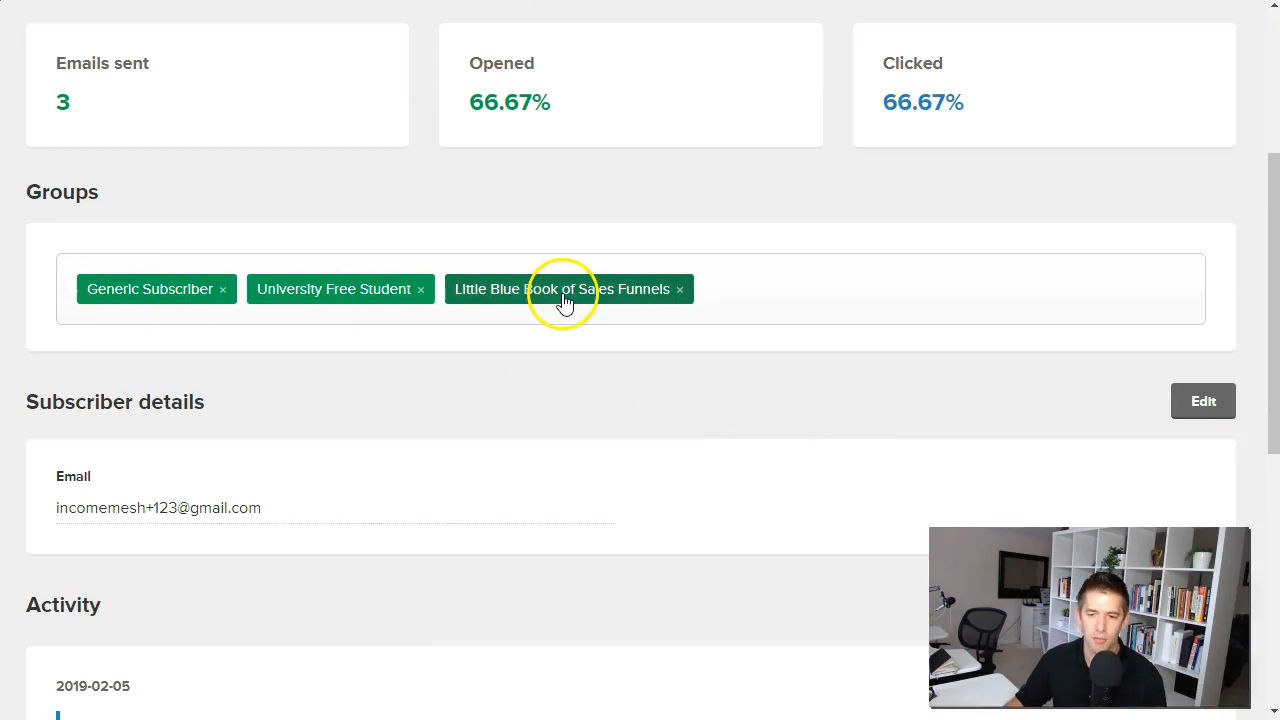 Emails sent
3
Opened
66.67%
Clicked
66.67%
Groups
Generic Subscriber ×
University Free Student ×
Little Blue Book of Sales Funnels ×
Subscriber details
Edit
Email
incomemesh+123@gmail.com
Activity
2019-02-05